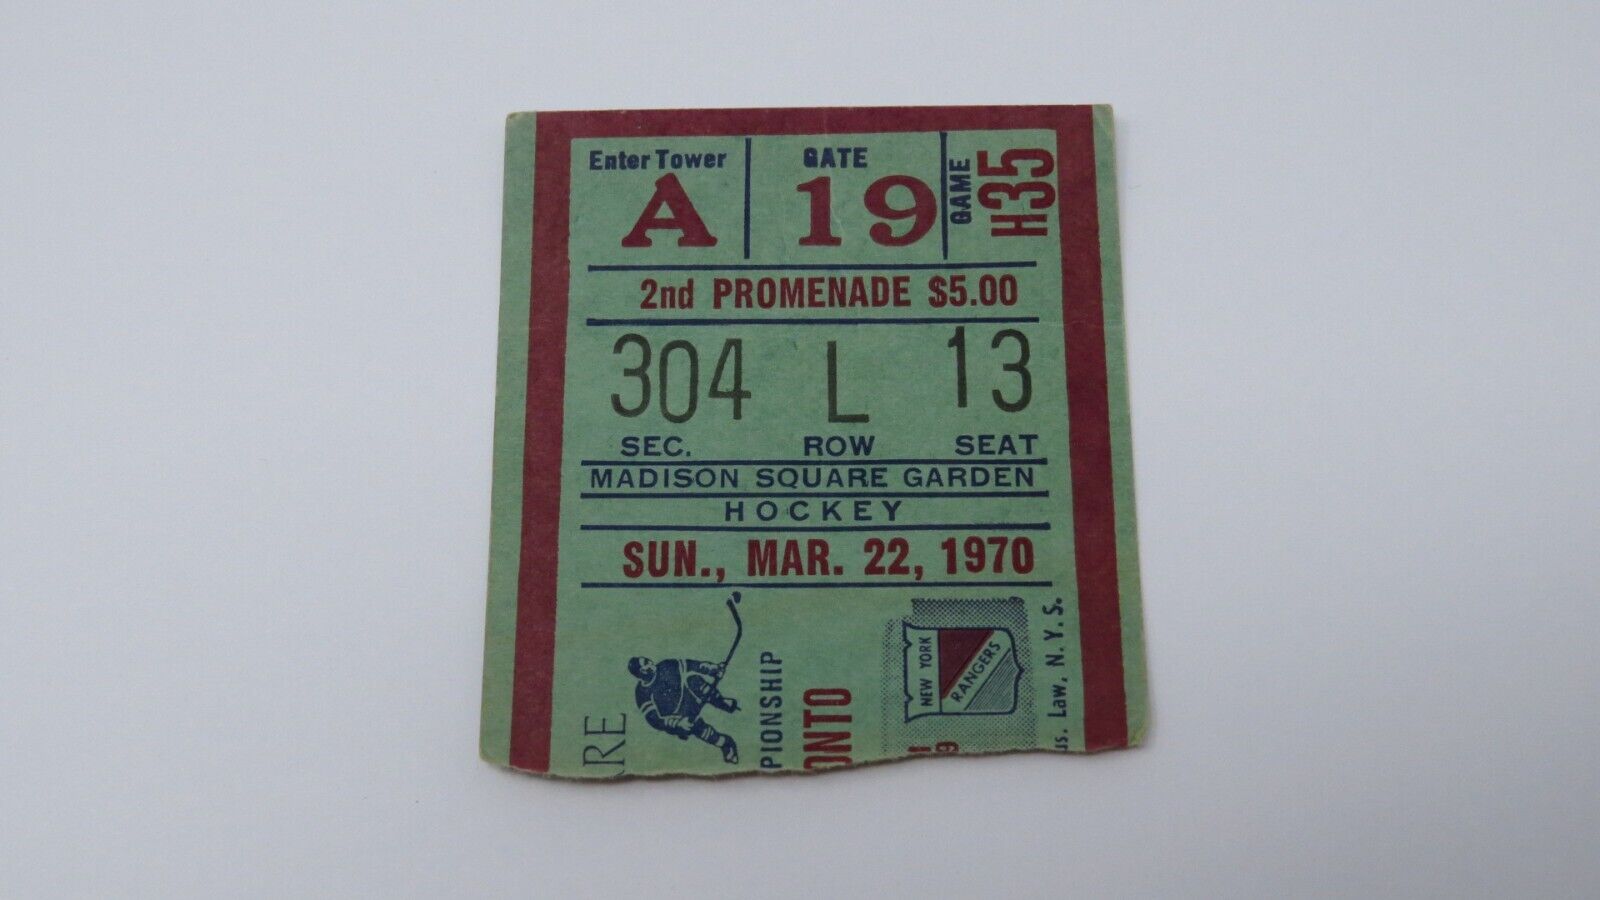 Enter Tower
A
GATE
19
GAME
H35
2nd PROMENADE $5.00
304 L 13
SEC. ROW SEAT
MADISON SQUARE GARDEN
HOCKEY
SUN., MAR. 22, 1970
RE
PIONSHIP
ONTO
NEW YORK
RANGERS
us. Law, N. Y. S.